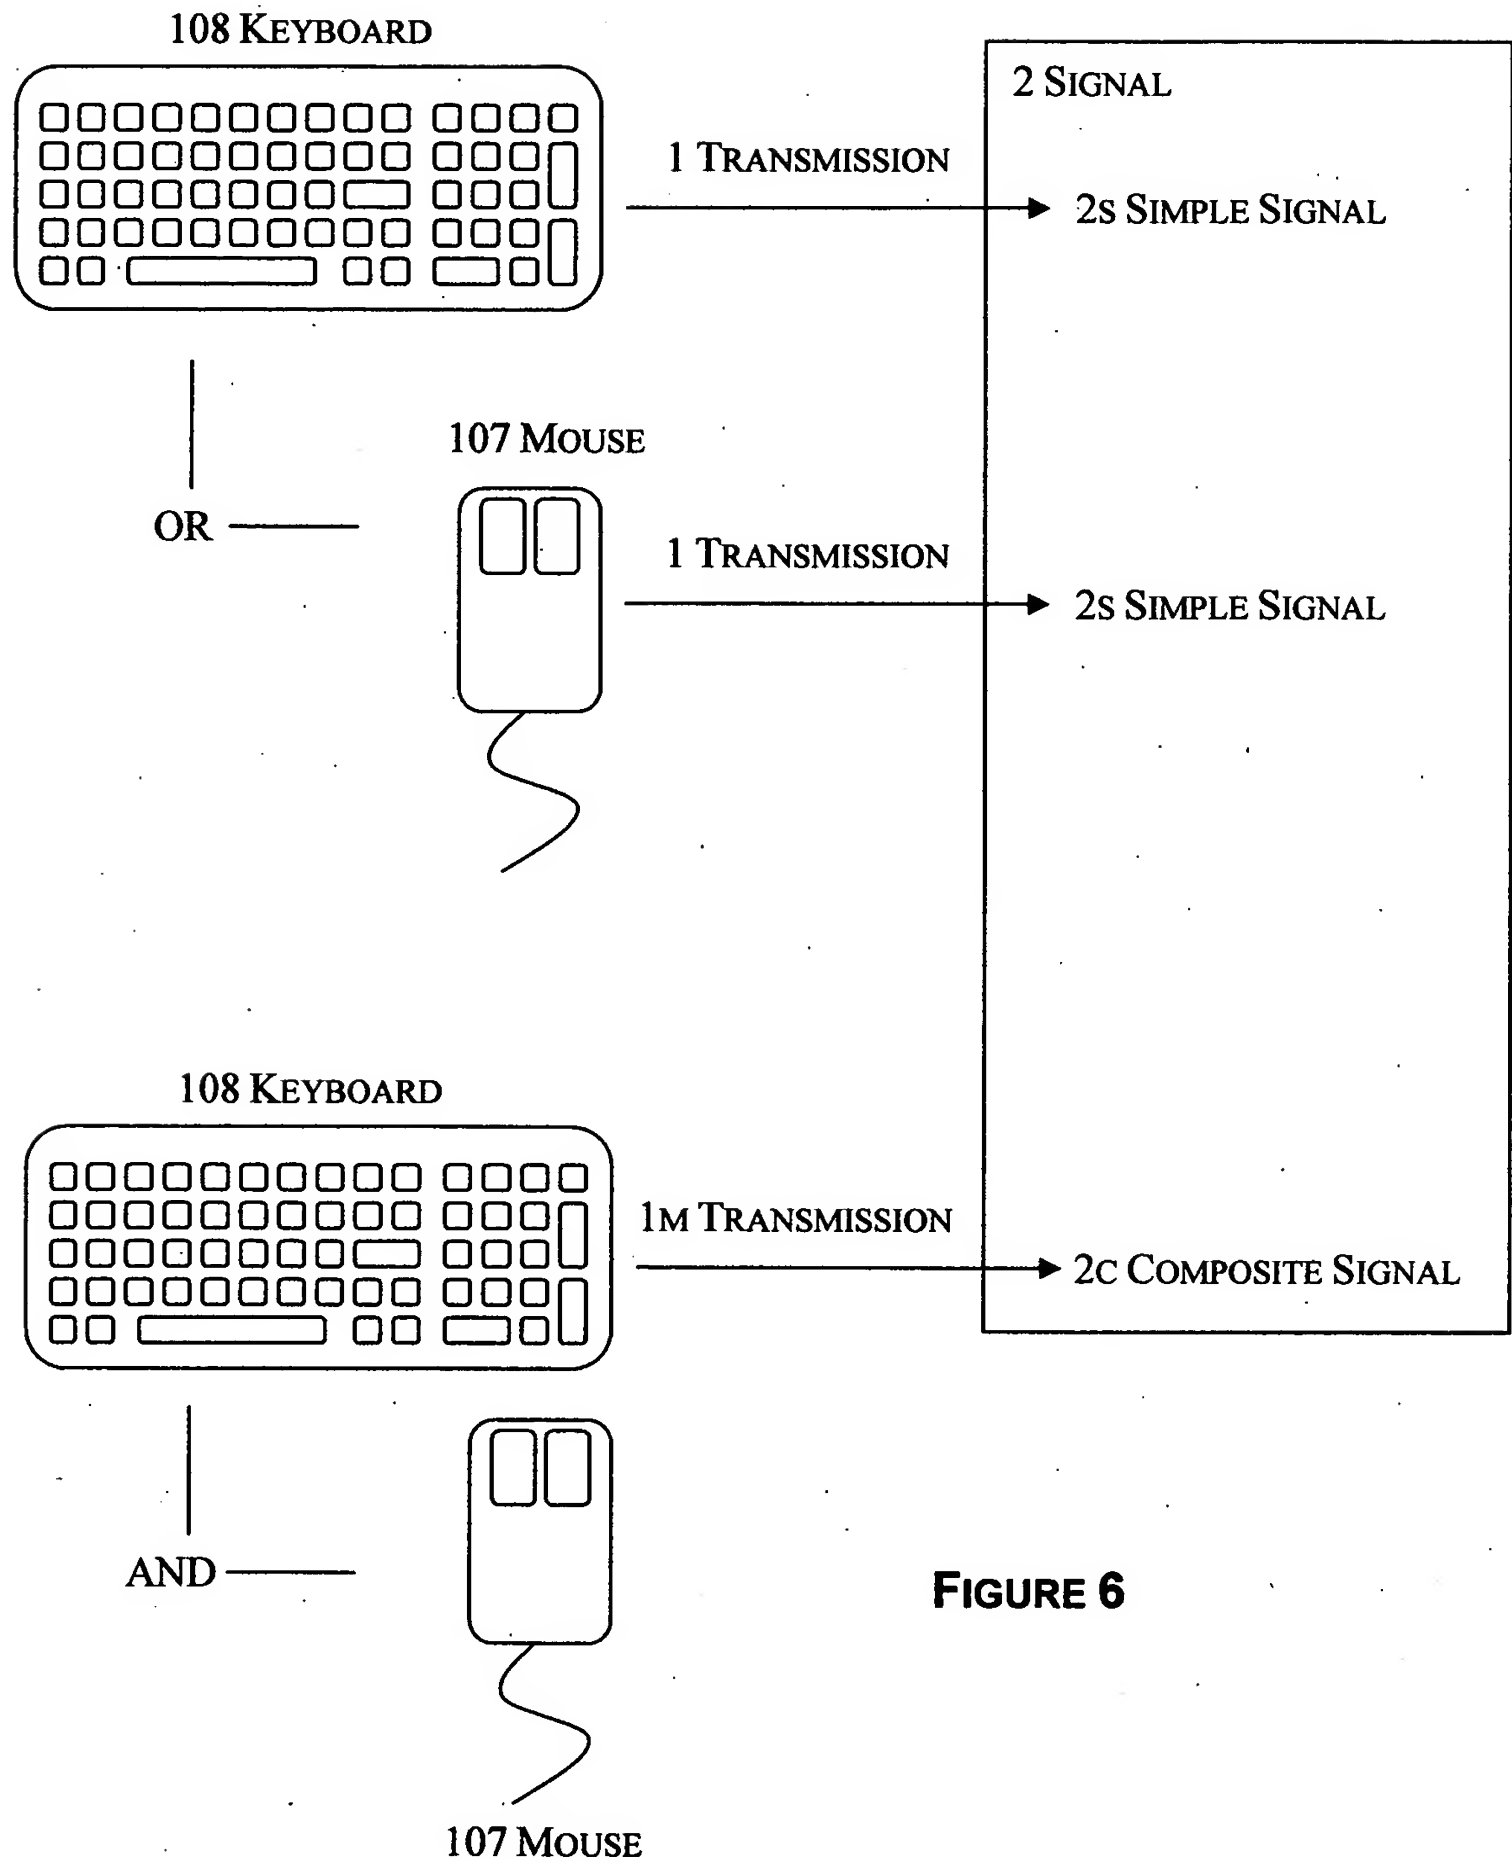 108 KEYBOARD
2 SIGNAL
1 TRANSMISSION
2S SIMPLE SIGNAL
107 MOUSE
OR
1 TRANSMISSION
2S SIMPLE SIGNAL
108 KEYBOARD
1M TRANSMISSION
2C COMPOSITE SIGNAL
AND
FIGURE 6
107 MOUSE